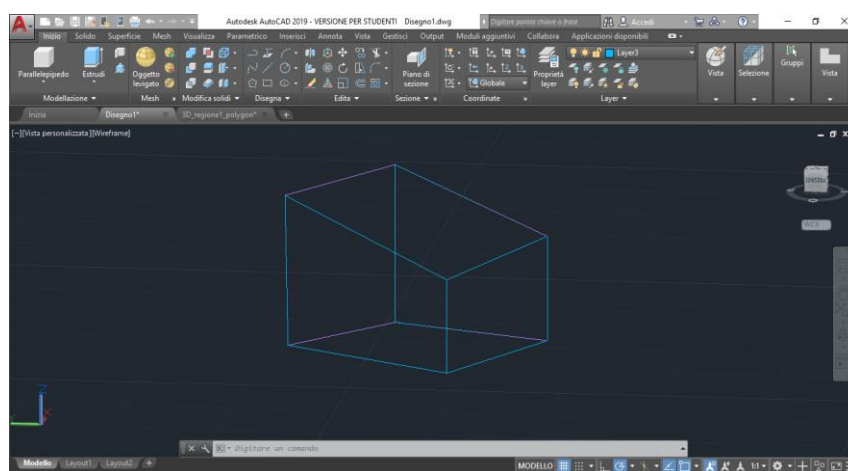 Autodesk AutoCAD 2019 - VERSIONE PER STUDENTI Disegno1.dwg
Digitare parola chiave o frase
Accedi
Inizio Solido Superficie Mesh Visualizza Parametrico Inserisci Annota Vista Gestisci Output Moduli aggiuntivi Collabora Applicazioni disponibili
Layer3
Parallelepipedo Estrudi Oggetto levigato Piano di sezione Globale Proprietà layer Vista Selezione Gruppi Vista
Modellazione Mesh Modifica solidi Disegna Edita Sezione Coordinate Layer
Inizia Disegno1* 3D_regione1_polygon*
[−][Vista personalizzata][Wireframe]
WCS
Z
Digitare un comando
Modello Layout1 Layout2 +
MODELLO 1:1